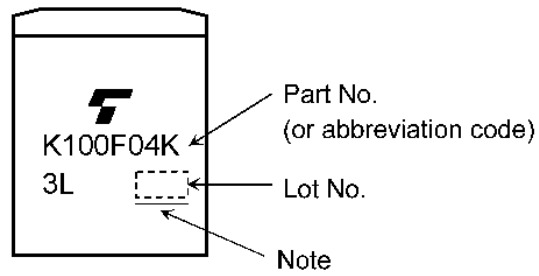 K100F04K
3L
Part No.
(or abbreviation code)
Lot No.
Note